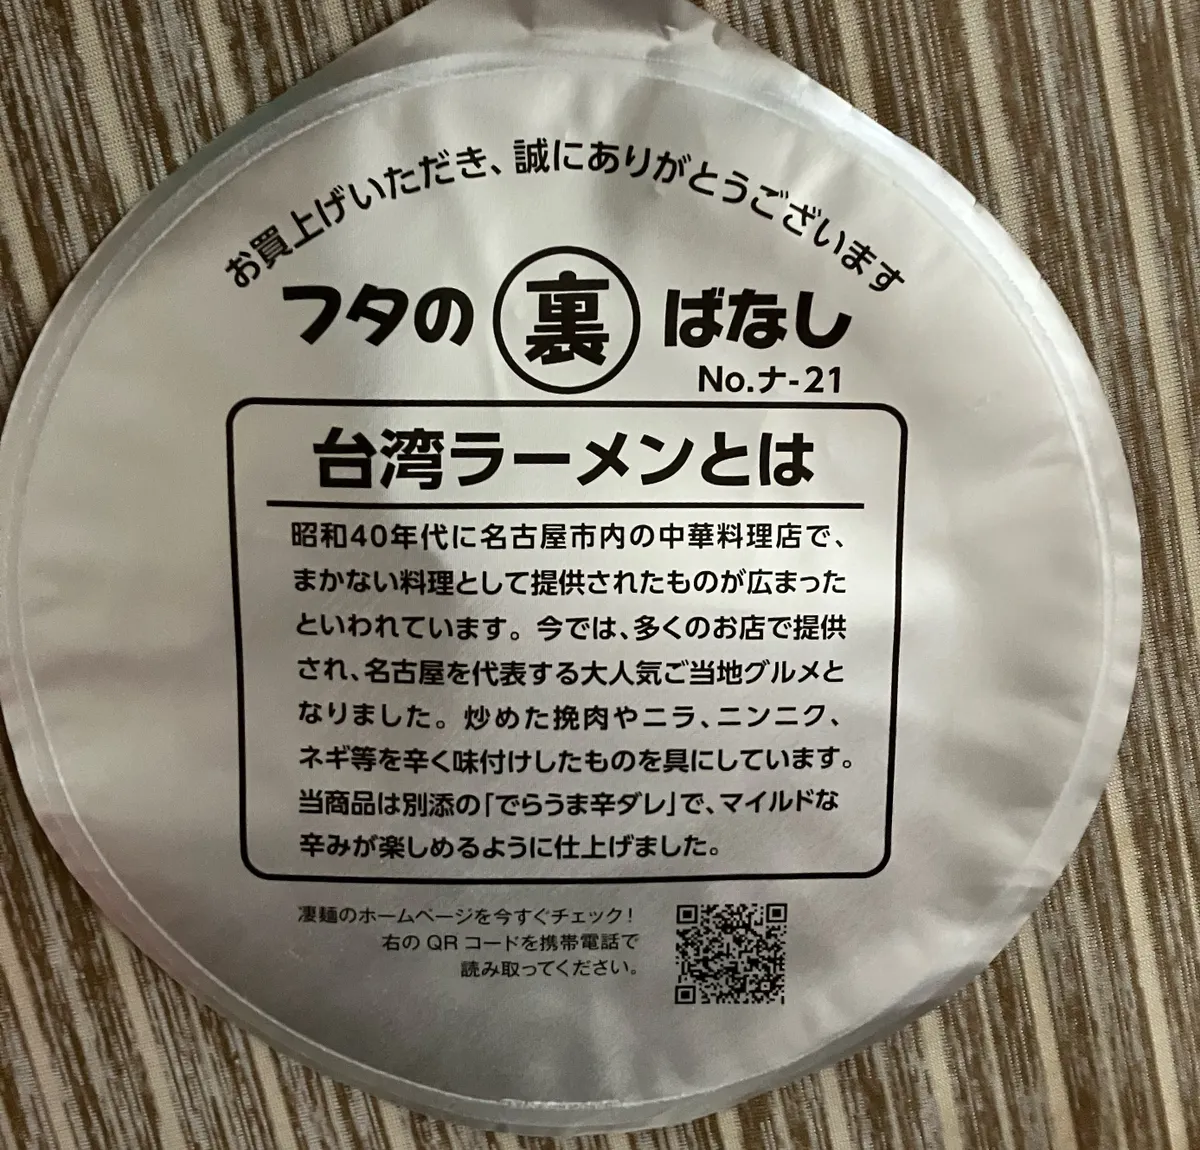 お買上げいただき、誠にありがとうございます
フタの裏ばなし
No.ナ-21
台湾ラーメンとは
昭和40年代に名古屋市内の中華料理店で、
まかない料理として提供されたものが広まった
といわれています。今では、多くのお店で提供
され、名古屋を代表する大人気ご当地グルメと
なりました。炒めた挽肉やニラ、ニンニク、
ネギ等を辛く味付けしたものを具にしています。
当商品は別添の「でらうま辛ダレ」で、マイルドな
辛みが楽しめるように仕上げました。
凄麺のホームページを今すぐチェック！
右のQRコードを携帯電話で
読み取ってください。